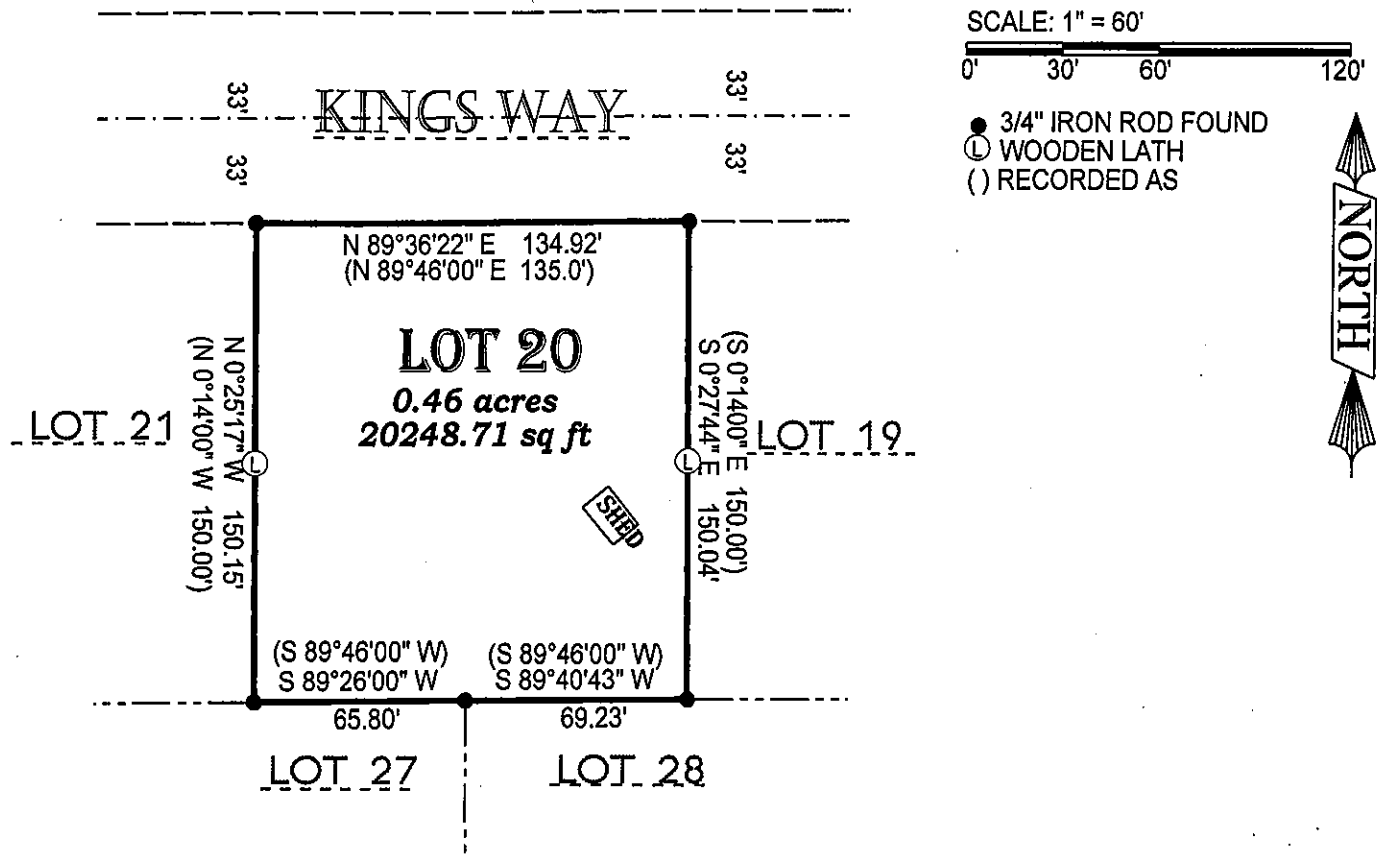 SCALE: 1" = 60'
0' 30' 60' 120'
3/4" IRON ROD FOUND
L WOODEN LATH
( ) RECORDED AS
NORTH
33' 33'
KINGS WAY
33' 33'
N 89°36'22" E 134.92'
(N 89°46'00" E 135.0')
LOT 20
0.46 acres
20248.71 sq ft
LOT 21
N 0°25'17" W 150.15'
(N 0°14'00" W 150.00')
L
(S 0°1400" E 150.00')
S 0°27'44" E 150.04'
L
LOT 19
SHED
(S 89°46'00" W)
S 89°26'00" W
65.80'
(S 89°46'00" W)
S 89°40'43" W
69.23'
LOT 27
LOT 28